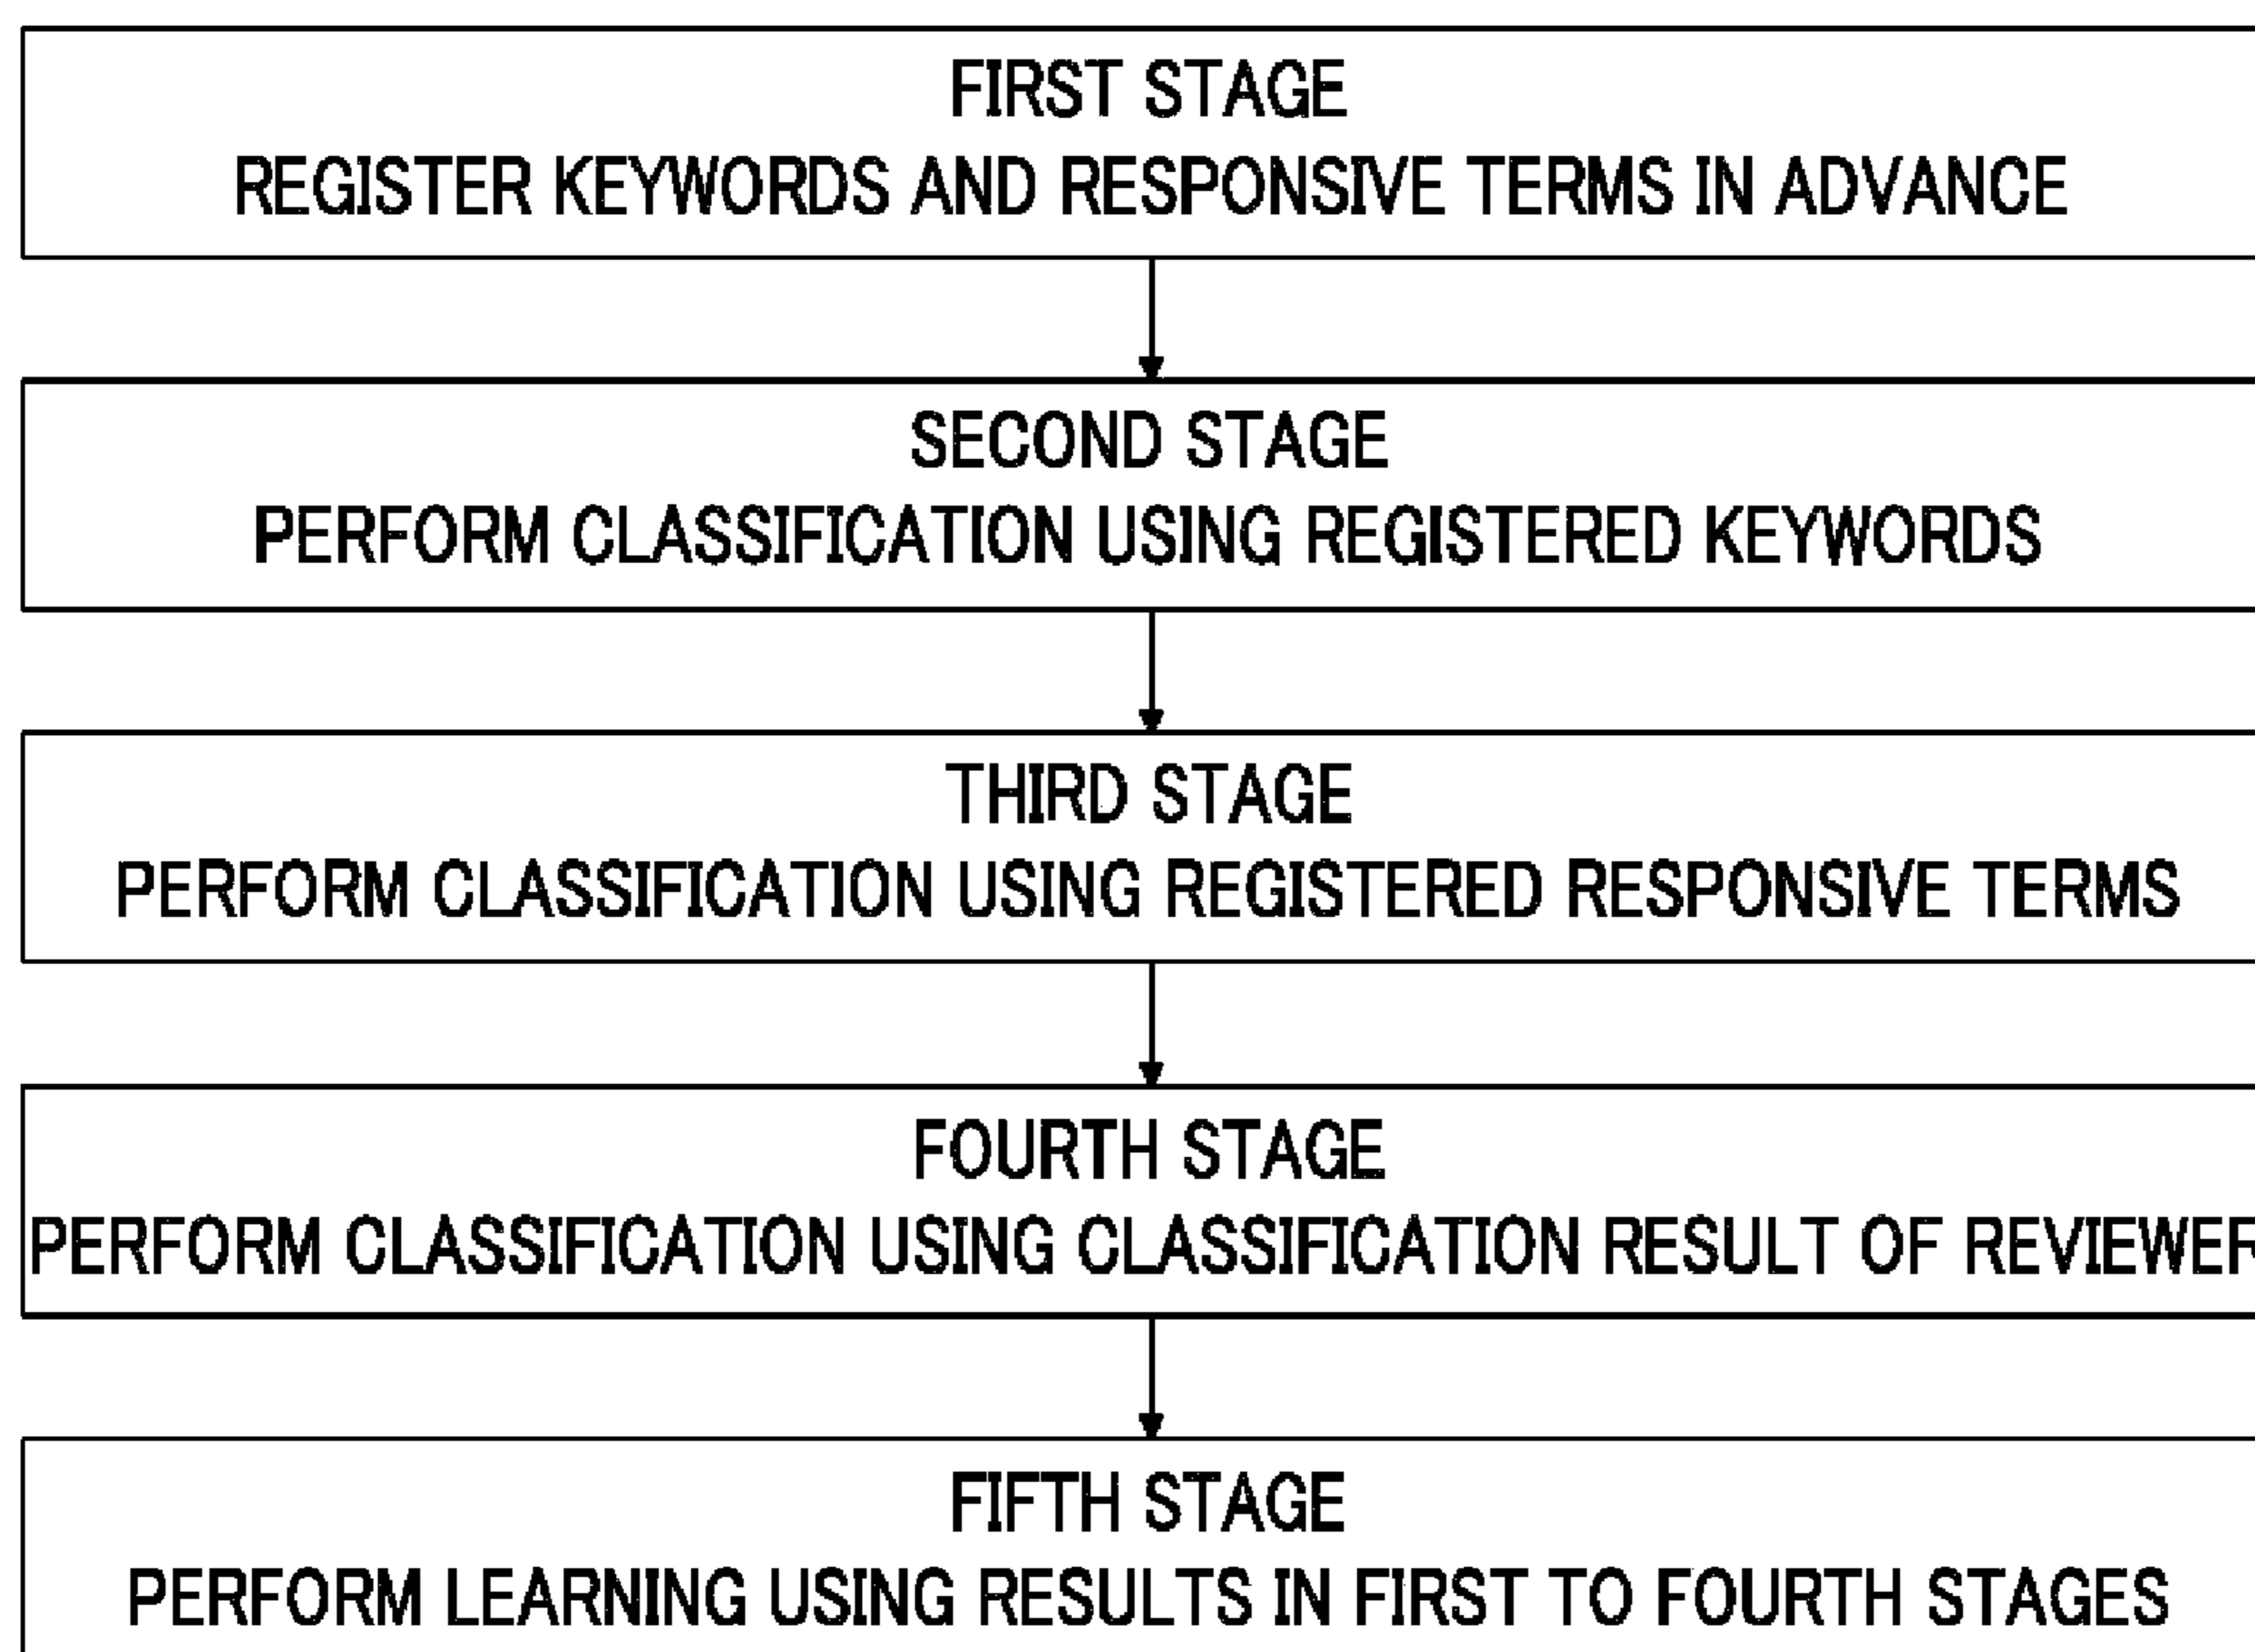 FIRST STAGE
REGISTER KEYWORDS AND RESPONSIVE TERMS IN ADVANCE
SECOND STAGE
PERFORM CLASSIFICATION USING REGISTERED KEYWORDS
THIRD STAGE
PERFORM CLASSIFICATION USING REGISTERED RESPONSIVE TERMS
FOURTH STAGE
PERFORM CLASSIFICATION USING CLASSIFICATION RESULT OF REVIEWER
FIFTH STAGE
PERFORM LEARNING USING RESULTS IN FIRST TO FOURTH STAGES